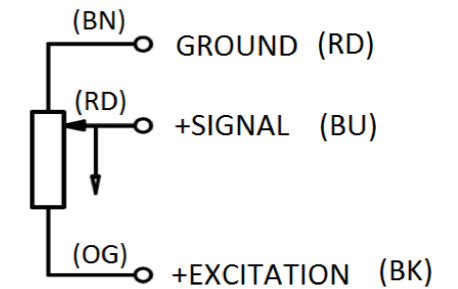 (BN)
GROUND (RD)
(RD)
+SIGNAL (BU)
(OG)
+EXCITATION (BK)